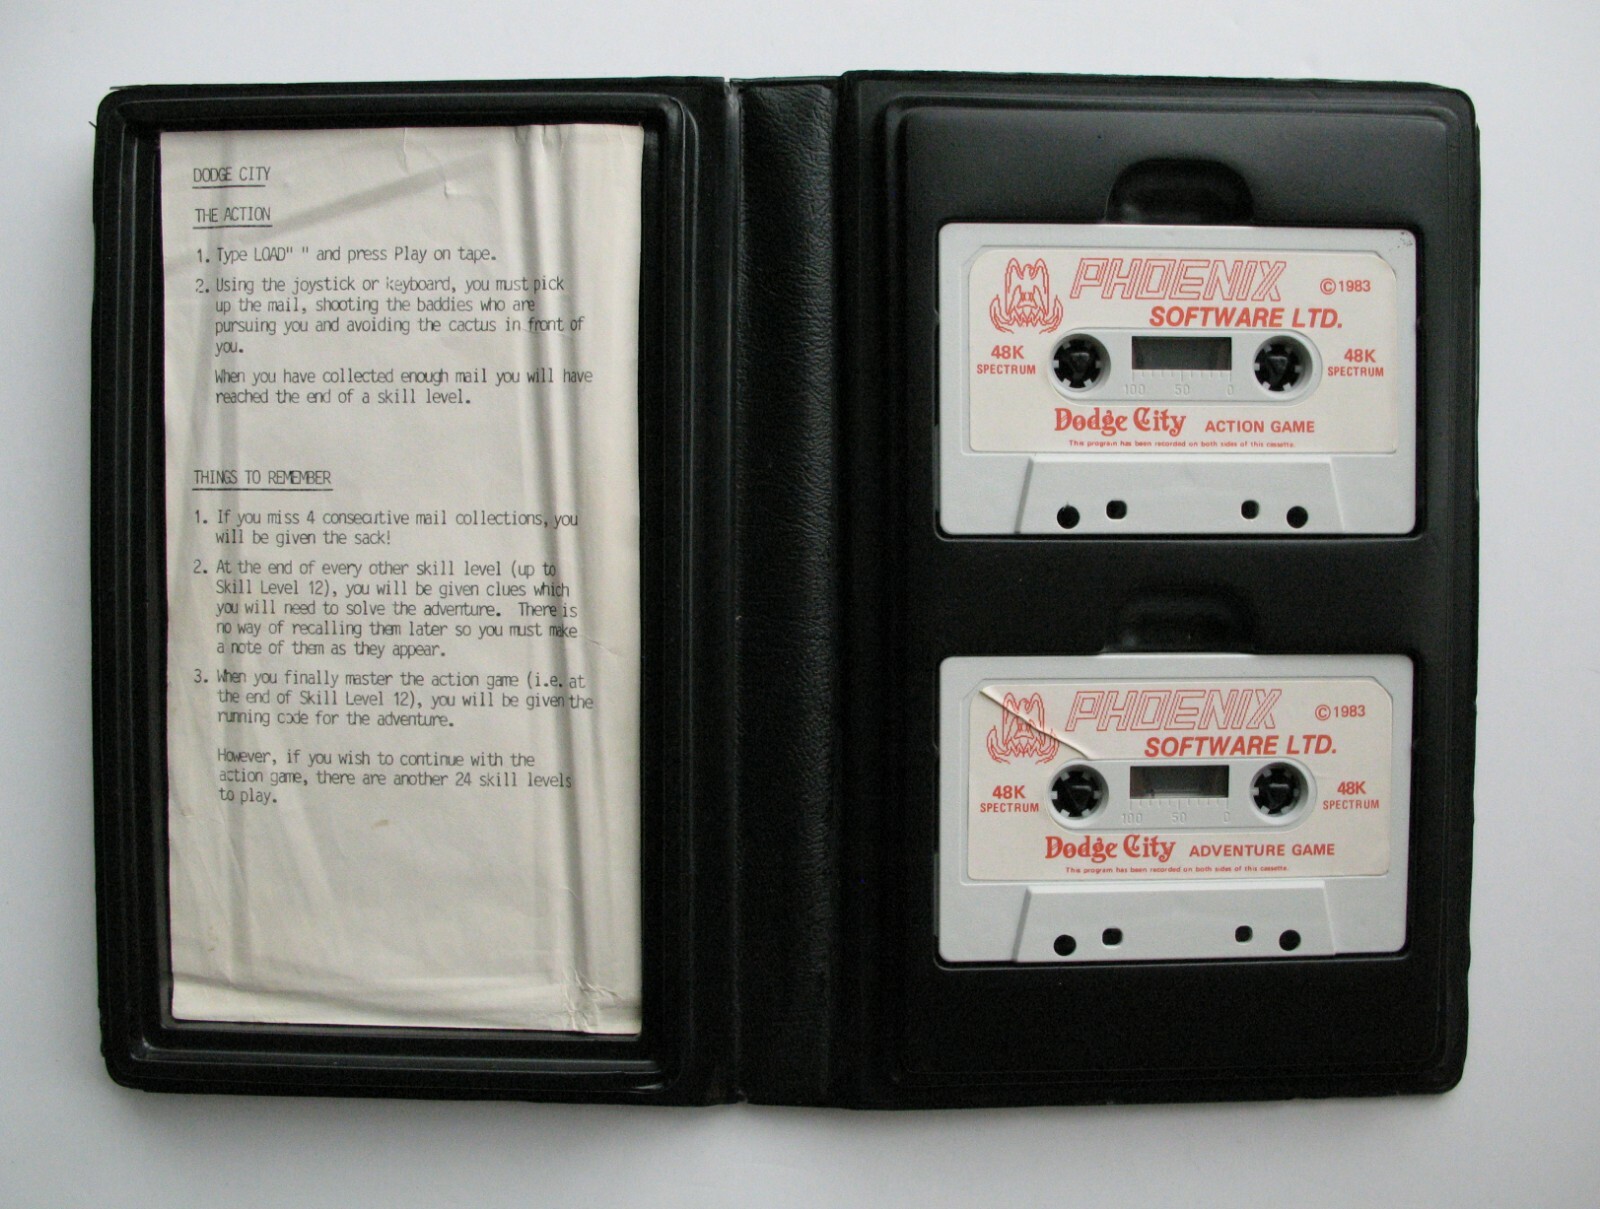 DODGE CITY
THE ACTION
1. Type LOAD" " and press Play on tape.
2. Using the joystick or keyboard, you must pick
up the mail, shooting the baddies who are
pursuing you and avoiding the cactus in front of
you.
When you have collected enough mail you will have
reached the end of a skill level.
THINGS TO REMEMBER
1. If you miss 4 consecutive mail collections, you
will be given the sack!
2. At the end of every other skill level (up to
Skill Level 12), you will be given clues which
you will need to solve the adventure. There is
no way of recalling them later so you must make
a note of them as they appear.
3. When you finally master the action game (i.e. at
the end of Skill Level 12), you will be given the
running code for the adventure.
However, if you wish to continue with the
action game, there are another 24 skill levels
to play.
PHOENIX
©1983
SOFTWARE LTD.
48K
SPECTRUM
48K
SPECTRUM
100 50 0
Dodge City ACTION GAME
This program has been recorded on both sides of this cassette.
PHOENIX
©1983
SOFTWARE LTD.
48K
SPECTRUM
48K
SPECTRUM
100 50 0
Dodge City ADVENTURE GAME
This program has been recorded on both sides of this cassette.